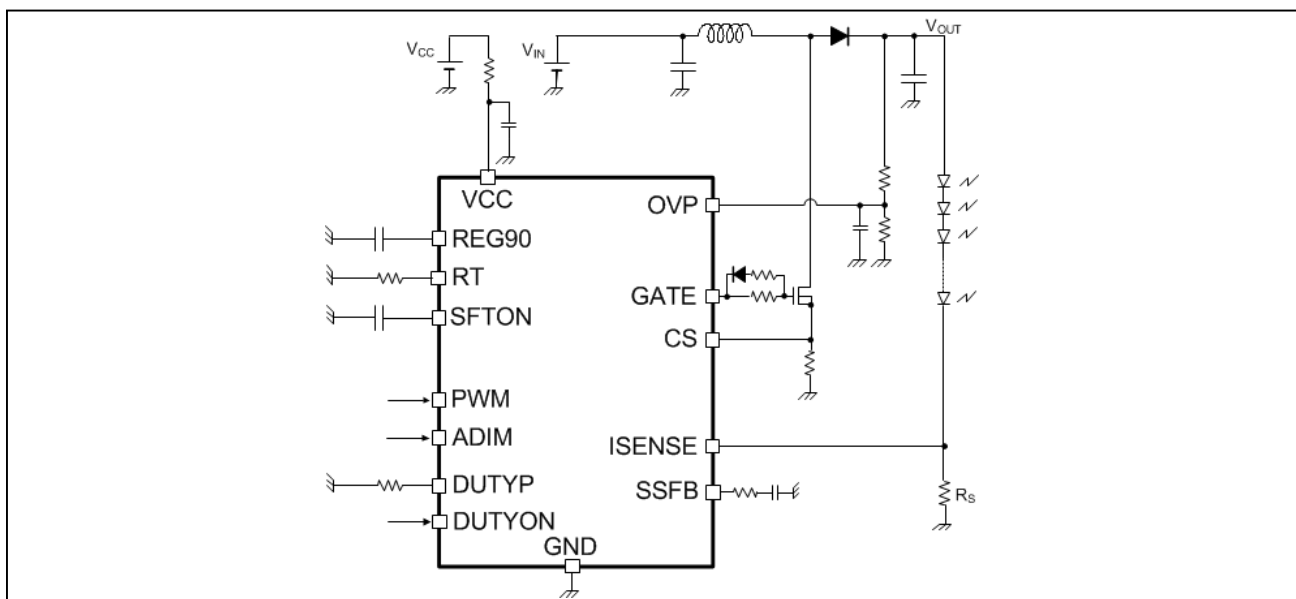 VCC
VIN
VOUT
VCC
REG90
RT
SFTON
PWM
ADIM
DUTYP
DUTYON
GND
OVP
GATE
CS
ISENSE
SSFB
RS